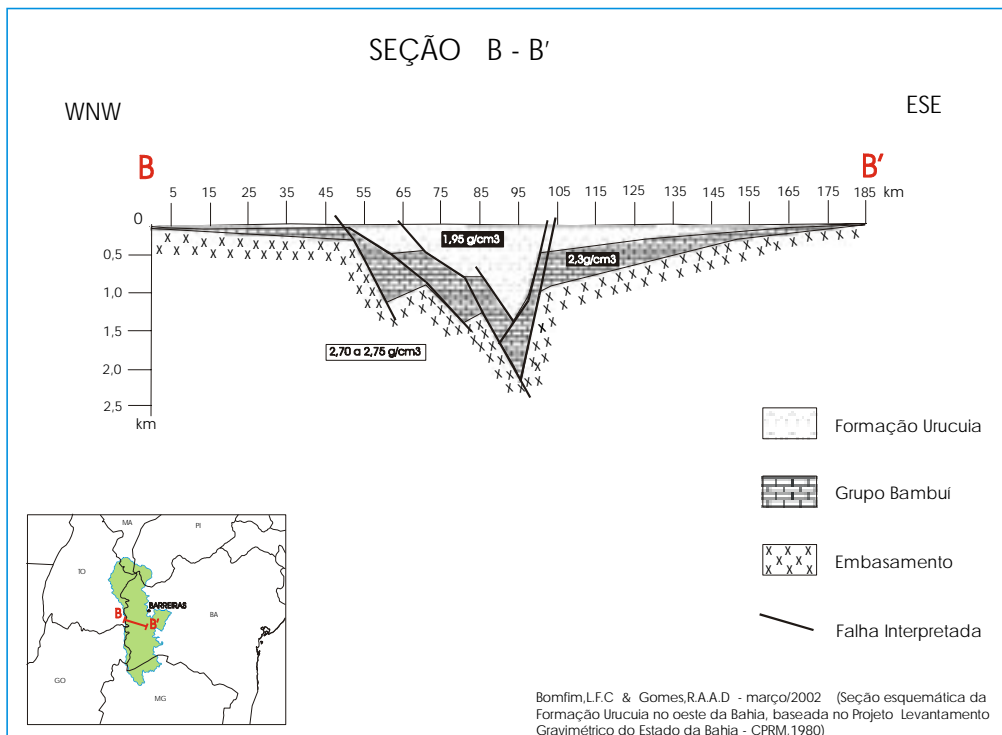 SEÇÃO B - B'
WNW
ESE
B
B'
5 15 25 35 45 55 65 75 85 95 105 115 125 135 145 155 165 175 185 km
0
0,5
1,0
1,5
2,0
2,5
km
1,95 g/cm3
2,3g/cm3
2,70 a 2,75 g/cm3
Formação Urucuia
Grupo Bambuí
Embasamento
Falha Interpretada
MA
PI
TO
BARREIRAS
B
B'
BA
GO
MG
Bomfim,L.F.C & Gomes,R.A.A.D - março/2002 (Seção esquemática da
Formação Urucuia no oeste da Bahia, baseada no Projeto Levantamento
Gravimétrico do Estado da Bahia - CPRM,1980)